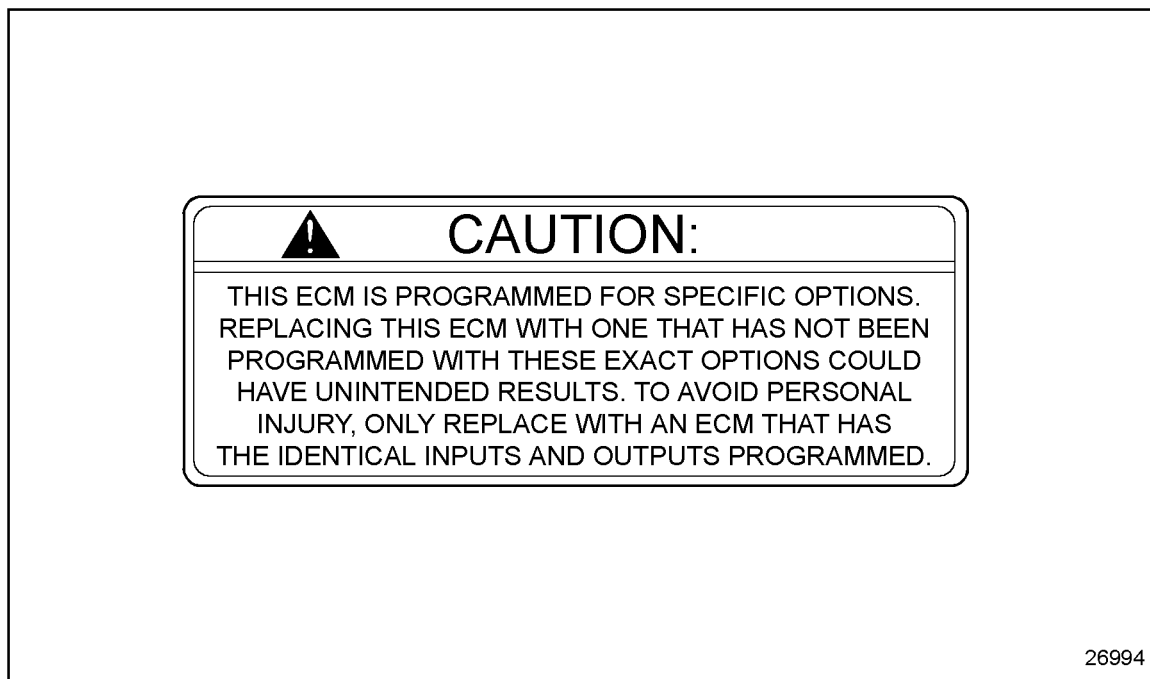 CAUTION:
THIS ECM IS PROGRAMMED FOR SPECIFIC OPTIONS.
REPLACING THIS ECM WITH ONE THAT HAS NOT BEEN
PROGRAMMED WITH THESE EXACT OPTIONS COULD
HAVE UNINTENDED RESULTS. TO AVOID PERSONAL
INJURY, ONLY REPLACE WITH AN ECM THAT HAS
THE IDENTICAL INPUTS AND OUTPUTS PROGRAMMED.
26994